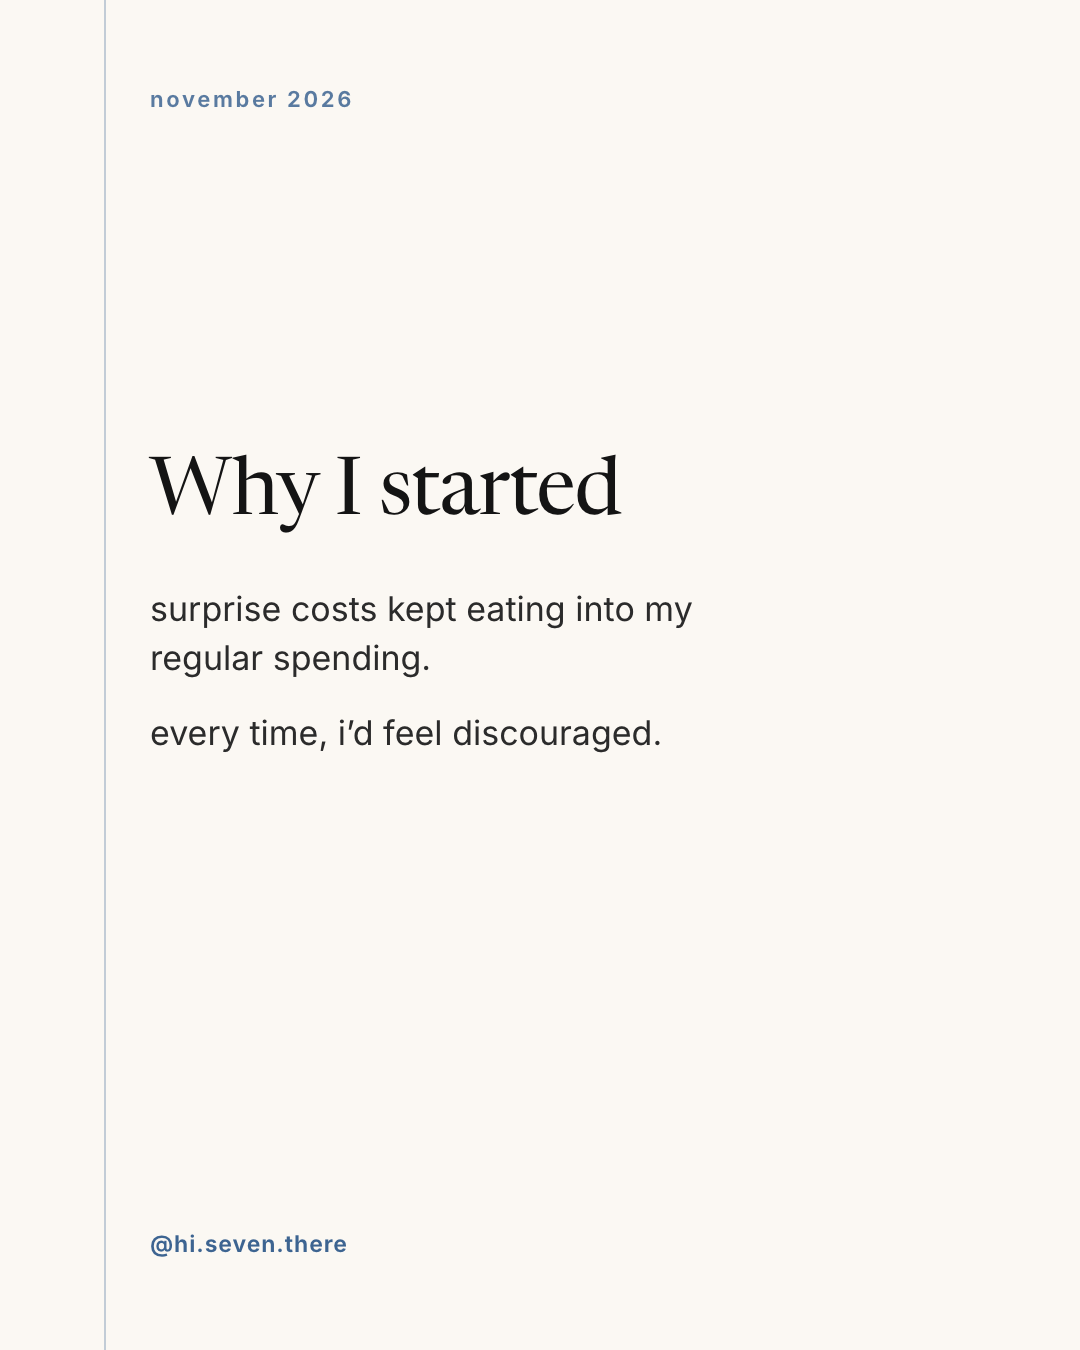 november 2026
Why I started
surprise costs kept eating into my
regular spending.
every time, i’d feel discouraged.
@hi.seven.there